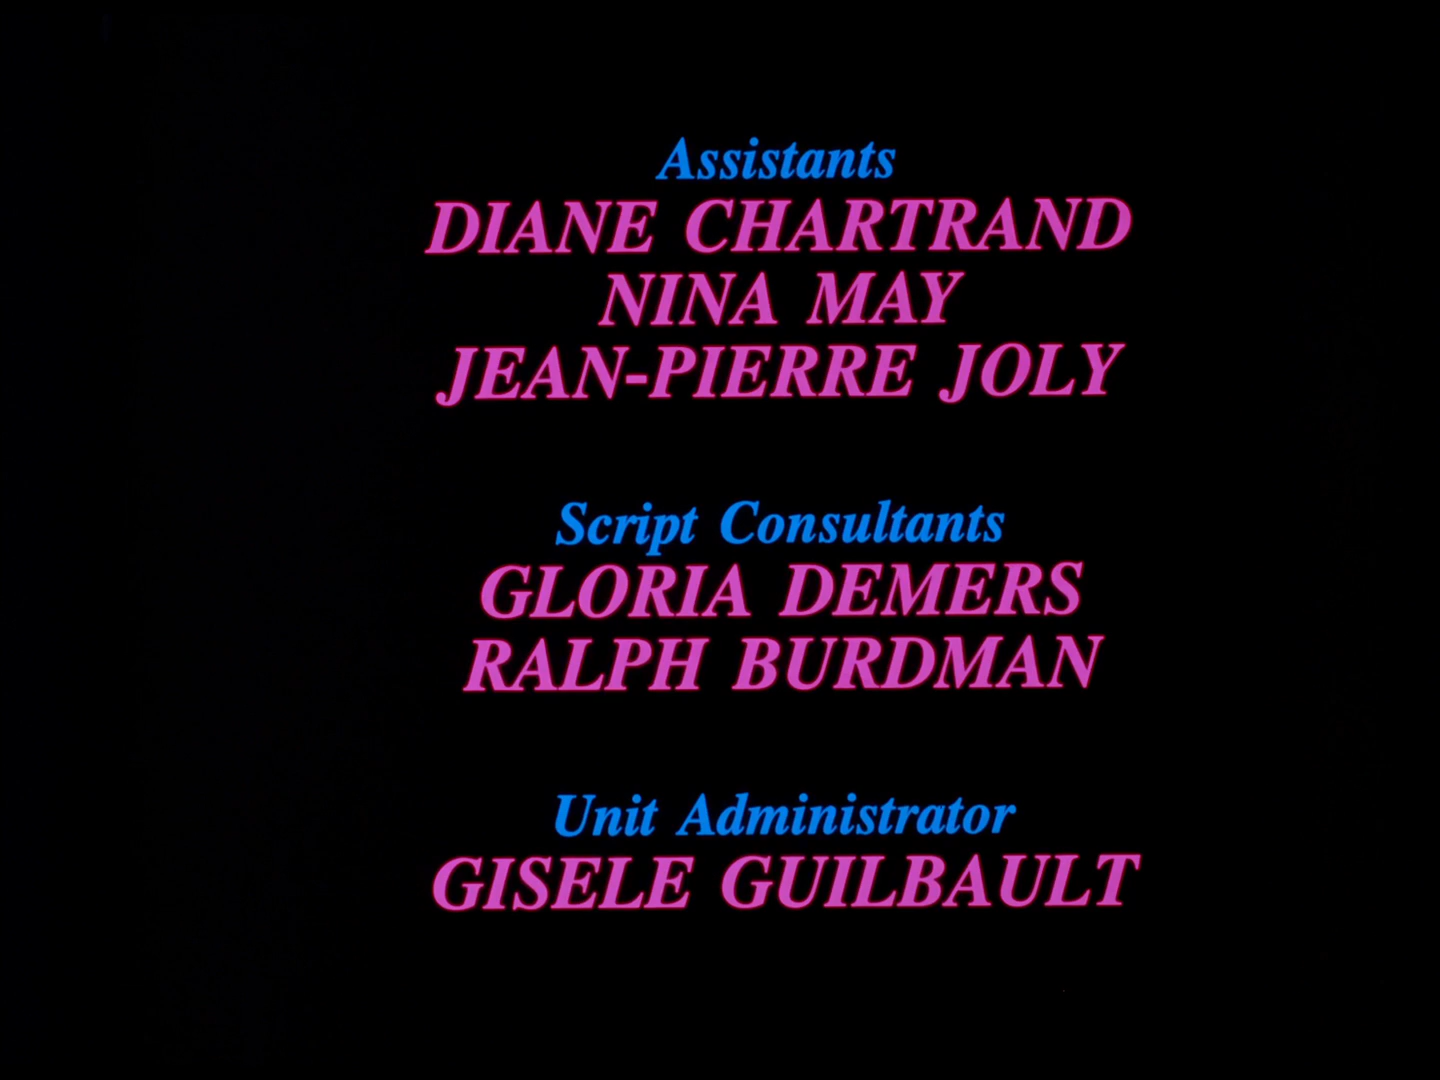 Assistants
DIANE CHARTRAND
NINA MAY
JEAN-PIERRE JOLY
Script Consultants
GLORIA DEMERS
RALPH BURDMAN
Unit Administrator
GISELE GUILBAULT